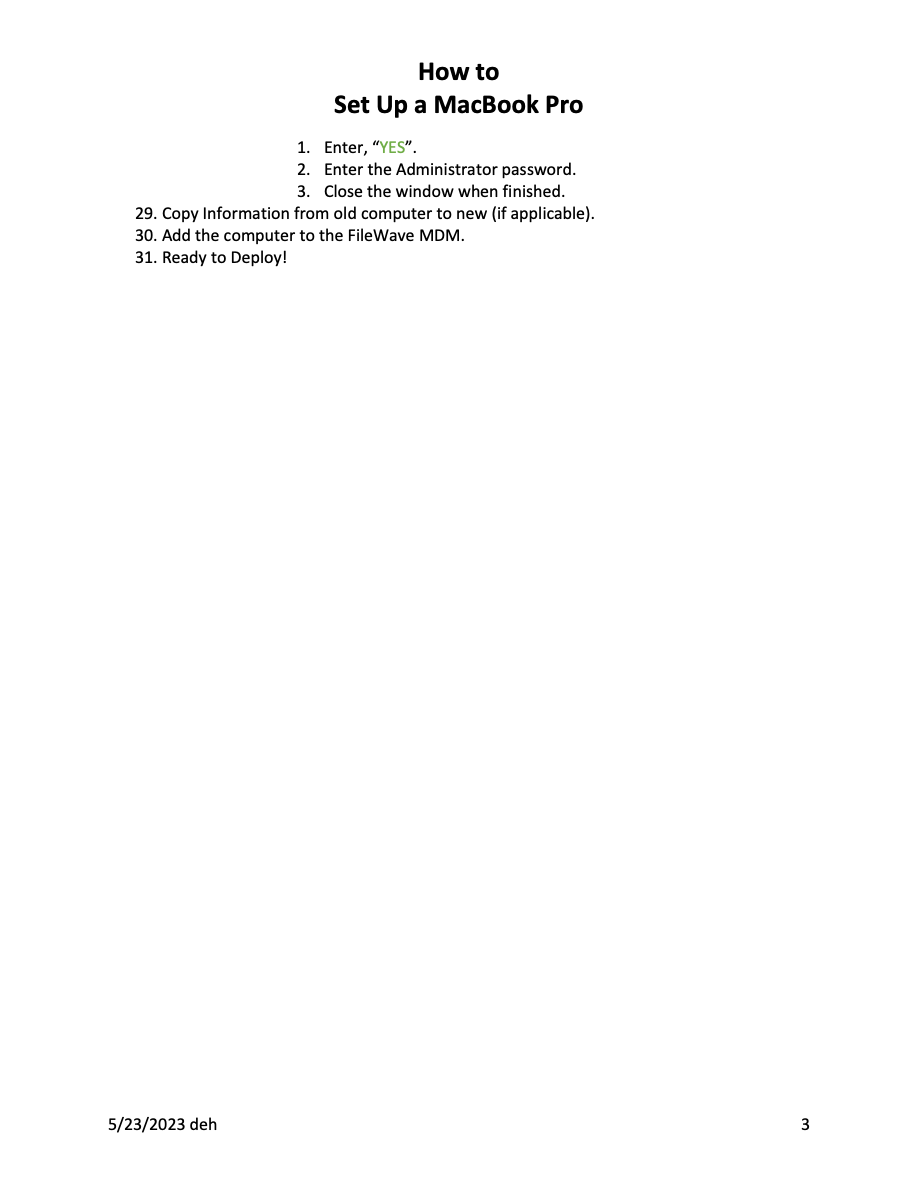 How to
Set Up a MacBook Pro
1. Enter, “YES”.
2. Enter the Administrator password.
3. Close the window when finished.
29. Copy Information from old computer to new (if applicable).
30. Add the computer to the FileWave MDM.
31. Ready to Deploy!
5/23/2023 deh 3